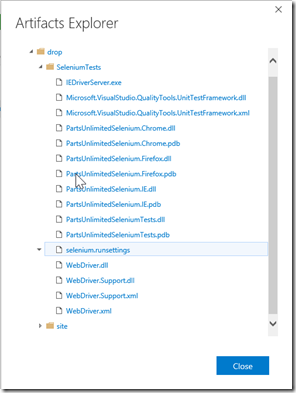 Artifacts Explorer
drop
SeleniumTests
IEDriverServer.exe
Microsoft.VisualStudio.QualityTools.UnitTestFramework.dll
Microsoft.VisualStudio.QualityTools.UnitTestFramework.xml
PartsUnlimitedSelenium.Chrome.dll
PartsUnlimitedSelenium.Chrome.pdb
PartsUnlimitedSelenium.Firefox.dll
PartsUnlimitedSelenium.Firefox.pdb
PartsUnlimitedSelenium.IE.dll
PartsUnlimitedSelenium.IE.pdb
PartsUnlimitedSeleniumTests.dll
PartsUnlimitedSeleniumTests.pdb
selenium.runsettings
WebDriver.dll
WebDriver.Support.dll
WebDriver.Support.xml
WebDriver.xml
site
Close